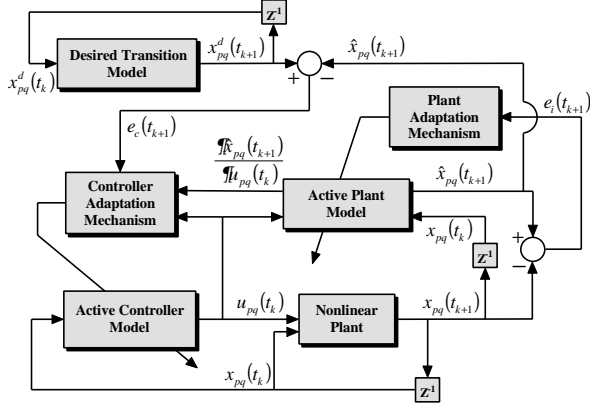 Z⁻¹
Desired Transition
Model
x^d_pq(t_k)
x^d_pq(t_k+1)
x̂_pq(t_k+1)
+
−
Plant
Adaptation
Mechanism
e_i(t_k+1)
e_c(t_k+1)
¶x̂_pq(t_k+1)
¶u_pq(t_k)
Controller
Adaptation
Mechanism
Active Plant
Model
x̂_pq(t_k+1)
x_pq(t_k)
Z⁻¹
+
−
Active Controller
Model
u_pq(t_k)
Nonlinear
Plant
x_pq(t_k+1)
x_pq(t_k)
Z⁻¹